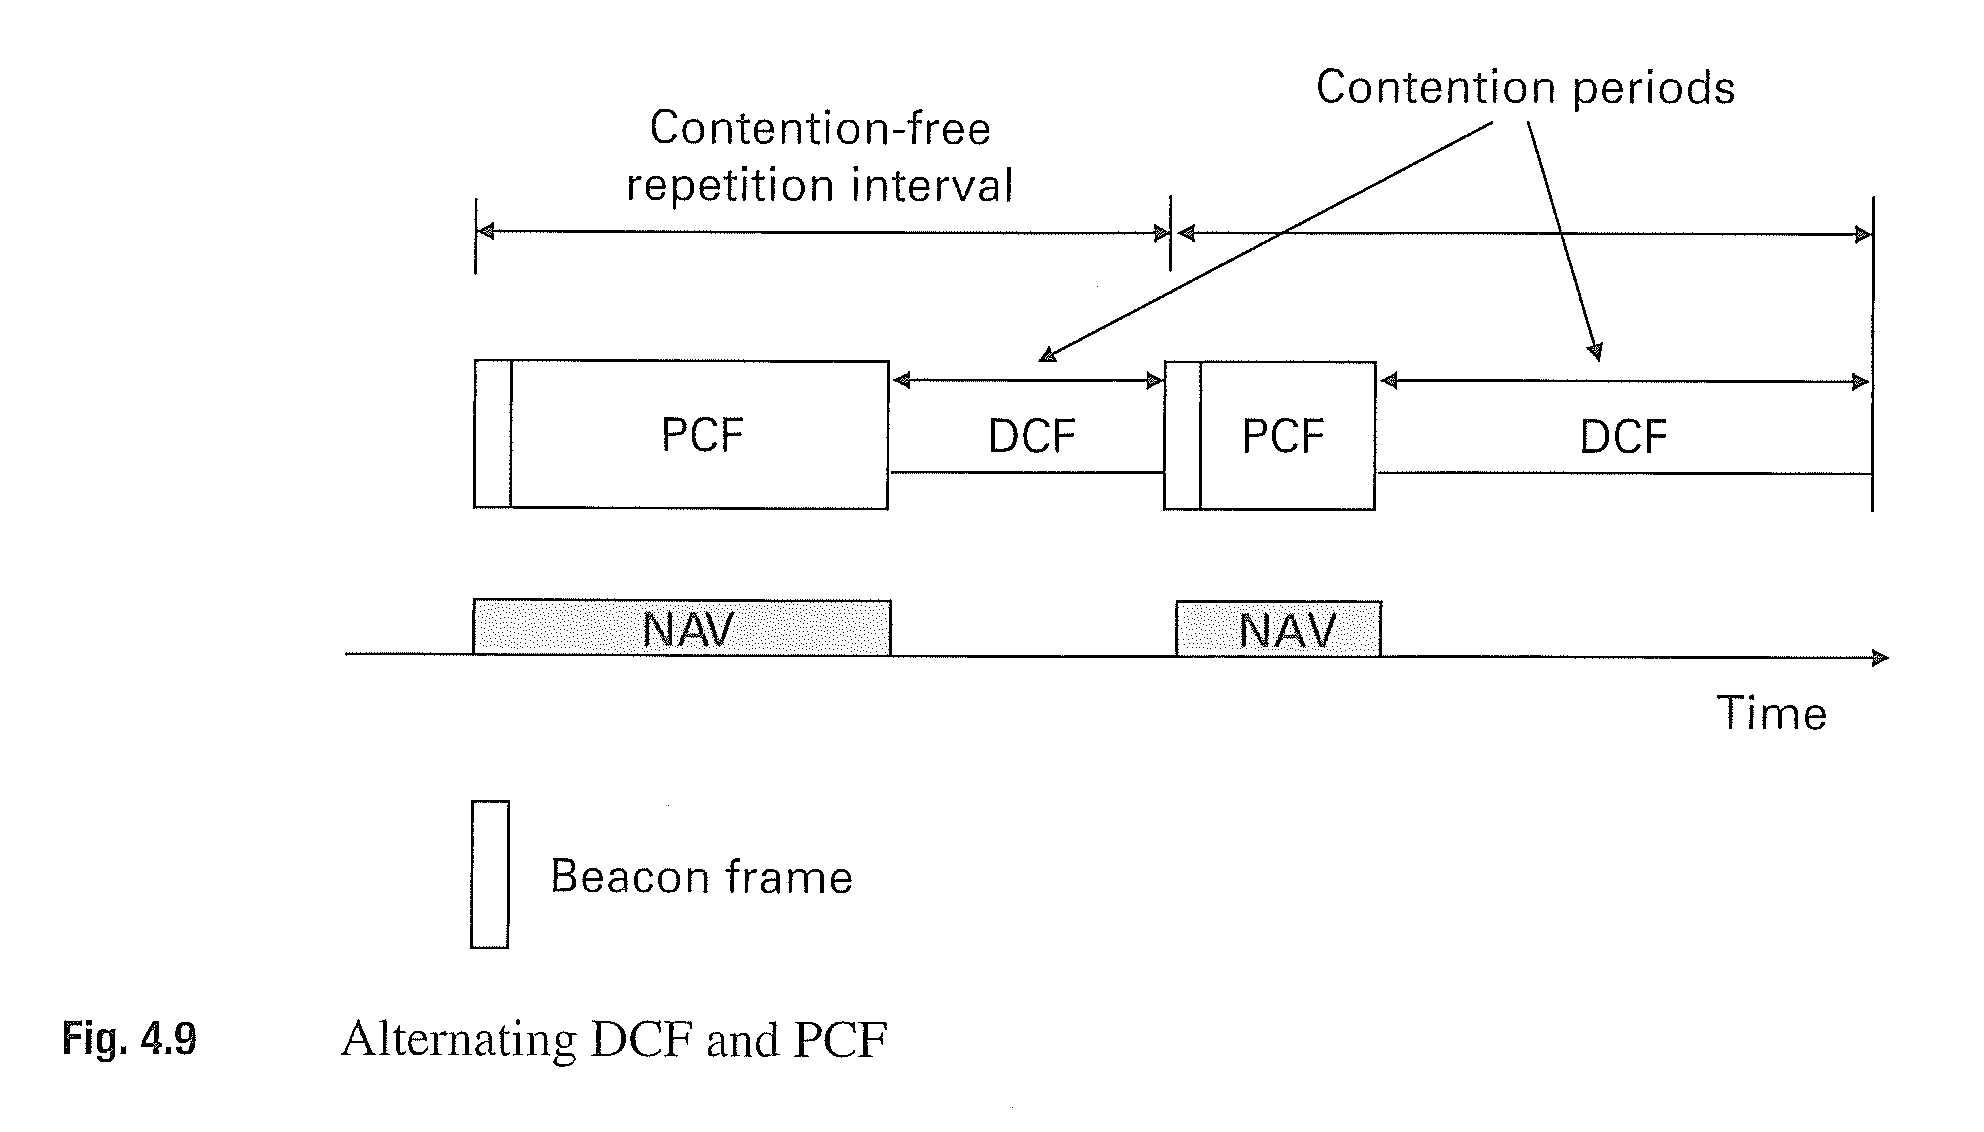 Contention periods
Contention-free
repetition interval
PCF
DCF
PCF
DCF
NAV
NAV
Time
Beacon frame
Fig. 4.9 Alternating DCF and PCF